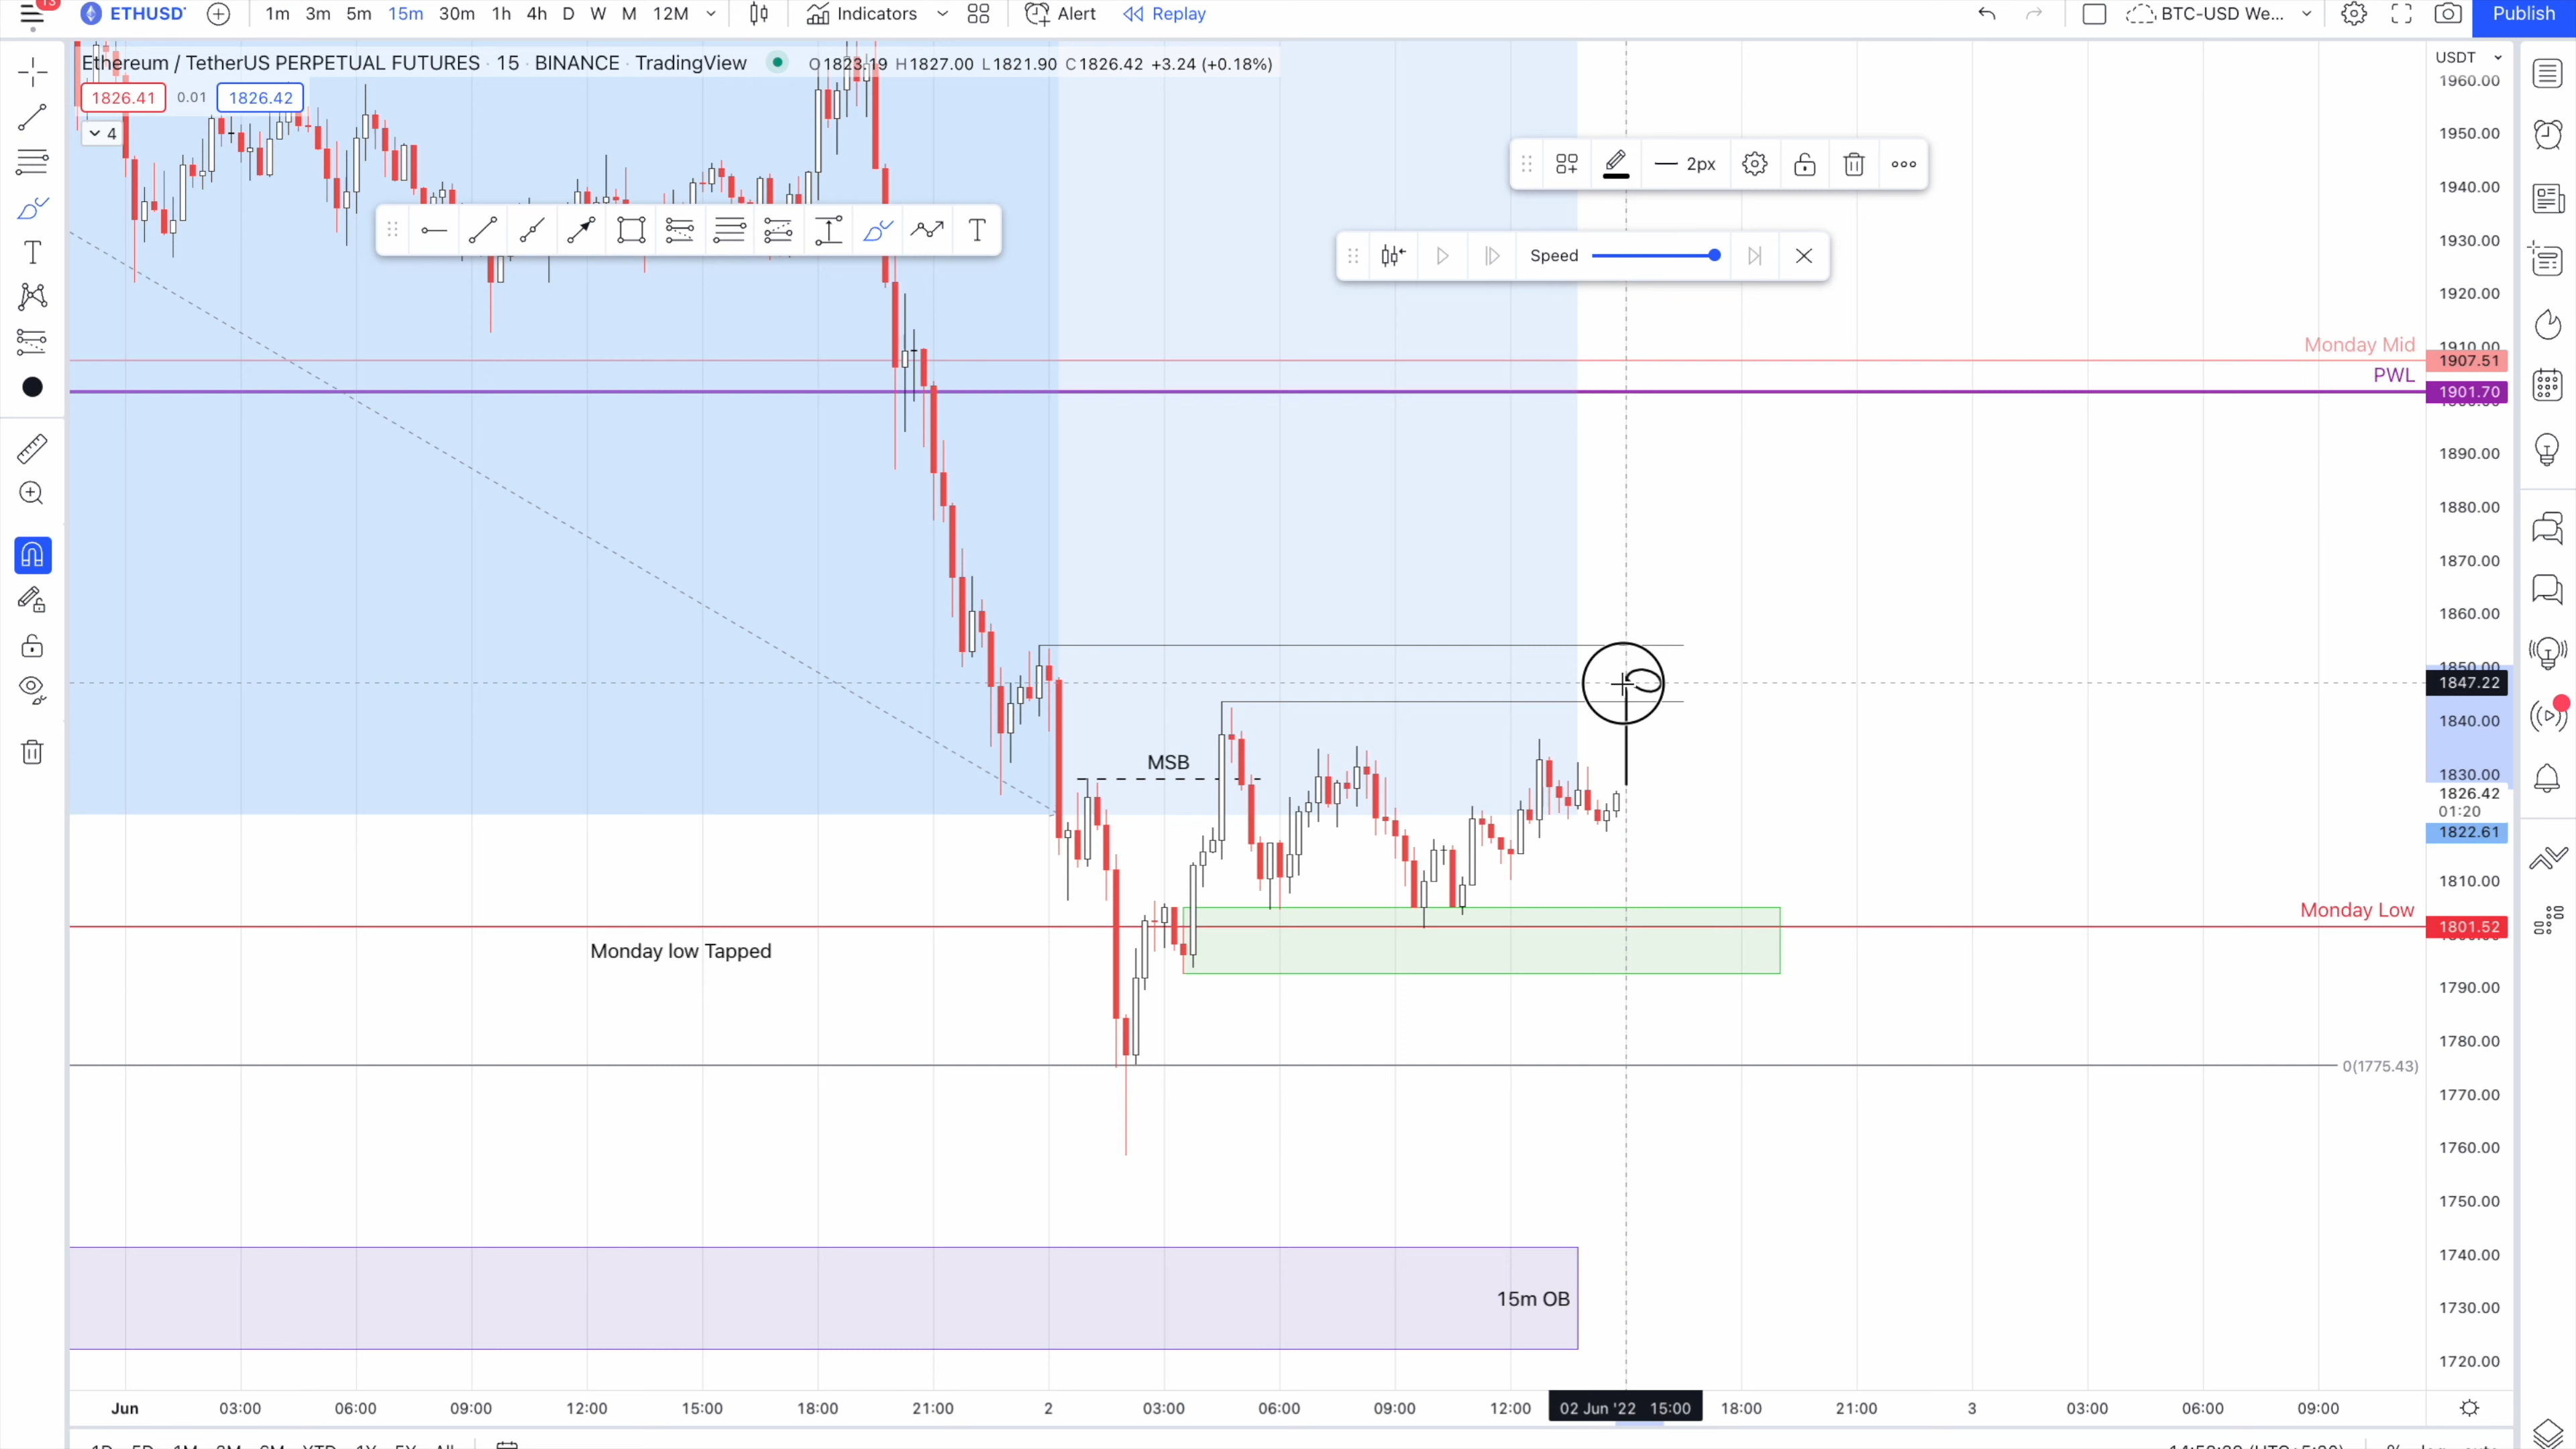 13
ETHUSDT 1m 3m 5m 15m 30m 1h 4h D W M 12M Indicators Alert Replay BTC-USD We... Publish
Ethereum / TetherUS PERPETUAL FUTURES · 15 · BINANCE · TradingView O1823.19 H1827.00 L1821.90 C1826.42 +3.24 (+0.18%)
USDT
1826.41 0.01 1826.42
4
2px
T
Speed
1960.00
1950.00
1940.00
1930.00
1920.00
1910.00
Monday Mid 1907.51
PWL 1901.70
1890.00
1880.00
1870.00
1860.00
1850.00
1847.22
1840.00
1830.00
1826.42
01:20
1822.61
1810.00
MSB
Monday Low 1801.52
Monday low Tapped
1790.00
1780.00
0(1775.43)
1770.00
1760.00
1750.00
1740.00
15m OB
1730.00
1720.00
Jun 03:00 06:00 09:00 12:00 15:00 18:00 21:00 2 03:00 06:00 09:00 12:00 02 Jun '22 15:00 18:00 21:00 3 03:00 06:00 09:00